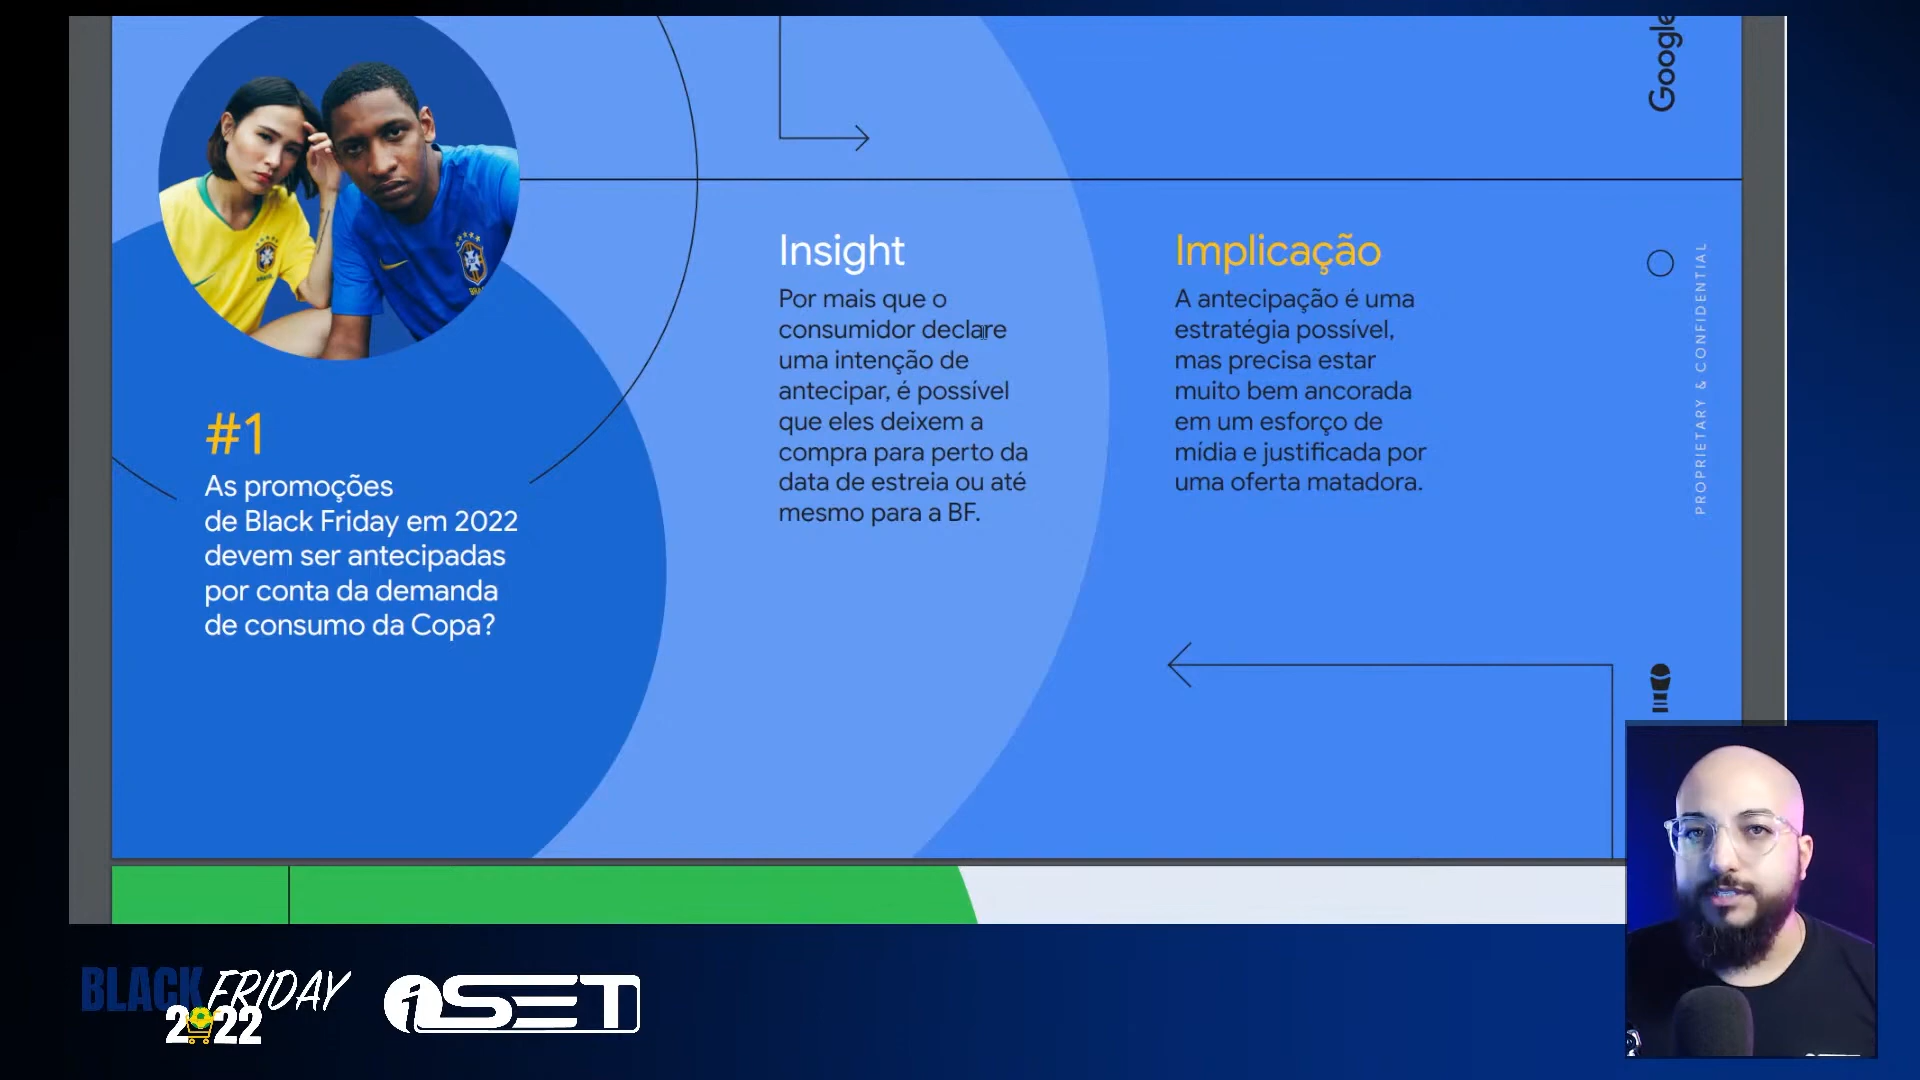 Google
#1
As promoções
de Black Friday em 2022
devem ser antecipadas
por conta da demanda
de consumo da Copa?
Insight
Por mais que o
consumidor declare
uma intenção de
antecipar, é possível
que eles deixem a
compra para perto da
data de estreia ou até
mesmo para a BF.
Implicação
A antecipação é uma
estratégia possível,
mas precisa estar
muito bem ancorada
em um esforço de
mídia e justificada por
uma oferta matadora.
PROPRIETARY & CONFIDENTIAL
BLACK FRIDAY
2022
iSET